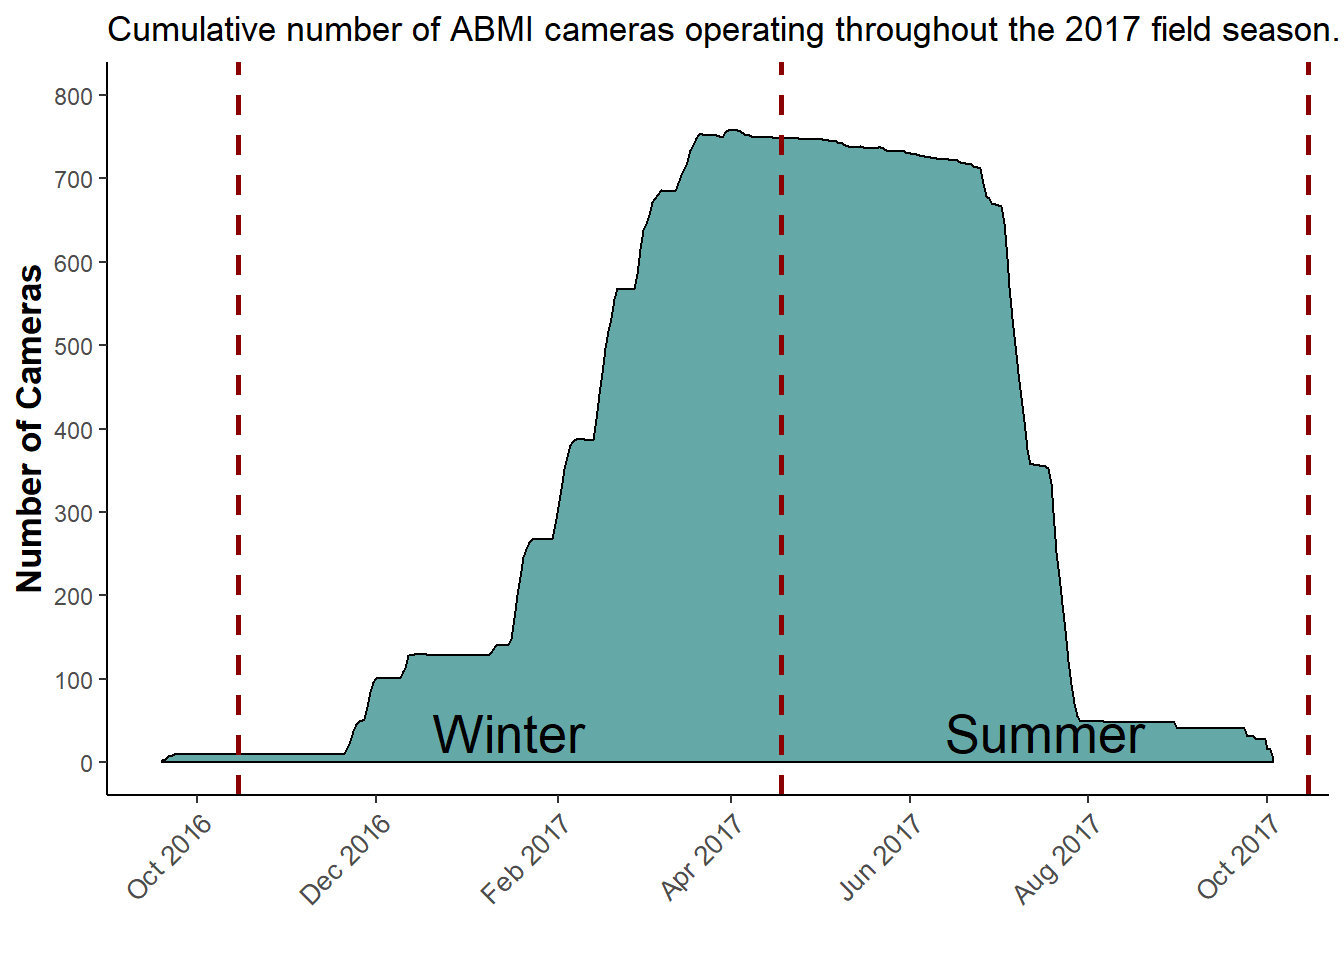 Cumulative number of ABMI cameras operating throughout the 2017 field season.
Number of Cameras
800
700
600
500
400
300
200
100
0
Winter
Summer
Oct 2016
Dec 2016
Feb 2017
Apr 2017
Jun 2017
Aug 2017
Oct 2017